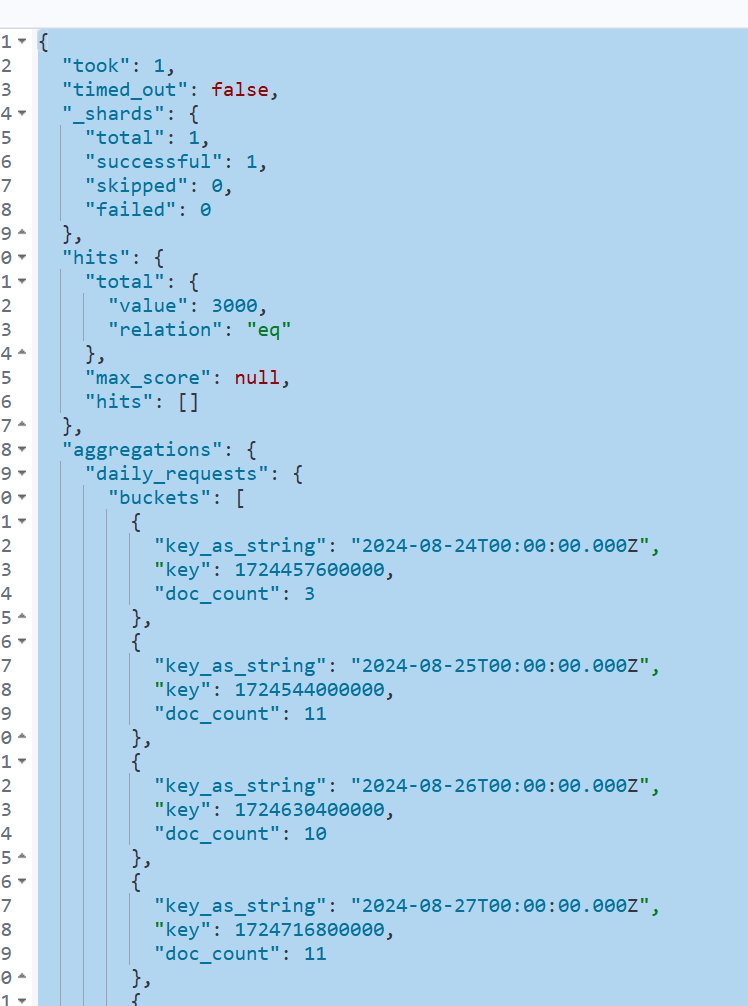 1 {
2 "took": 1,
3 "timed_out": false,
4 "_shards": {
5 "total": 1,
6 "successful": 1,
7 "skipped": 0,
8 "failed": 0
9 },
0 "hits": {
1 "total": {
2 "value": 3000,
3 "relation": "eq"
4 },
5 "max_score": null,
6 "hits": []
7 },
8 "aggregations": {
9 "daily_requests": {
0 "buckets": [
1 {
2 "key_as_string": "2024-08-24T00:00:00.000Z",
3 "key": 1724457600000,
4 "doc_count": 3
5 },
6 {
7 "key_as_string": "2024-08-25T00:00:00.000Z",
8 "key": 1724544000000,
9 "doc_count": 11
0 },
1 {
2 "key_as_string": "2024-08-26T00:00:00.000Z",
3 "key": 1724630400000,
4 "doc_count": 10
5 },
6 {
7 "key_as_string": "2024-08-27T00:00:00.000Z",
8 "key": 1724716800000,
9 "doc_count": 11
0 },
1 {